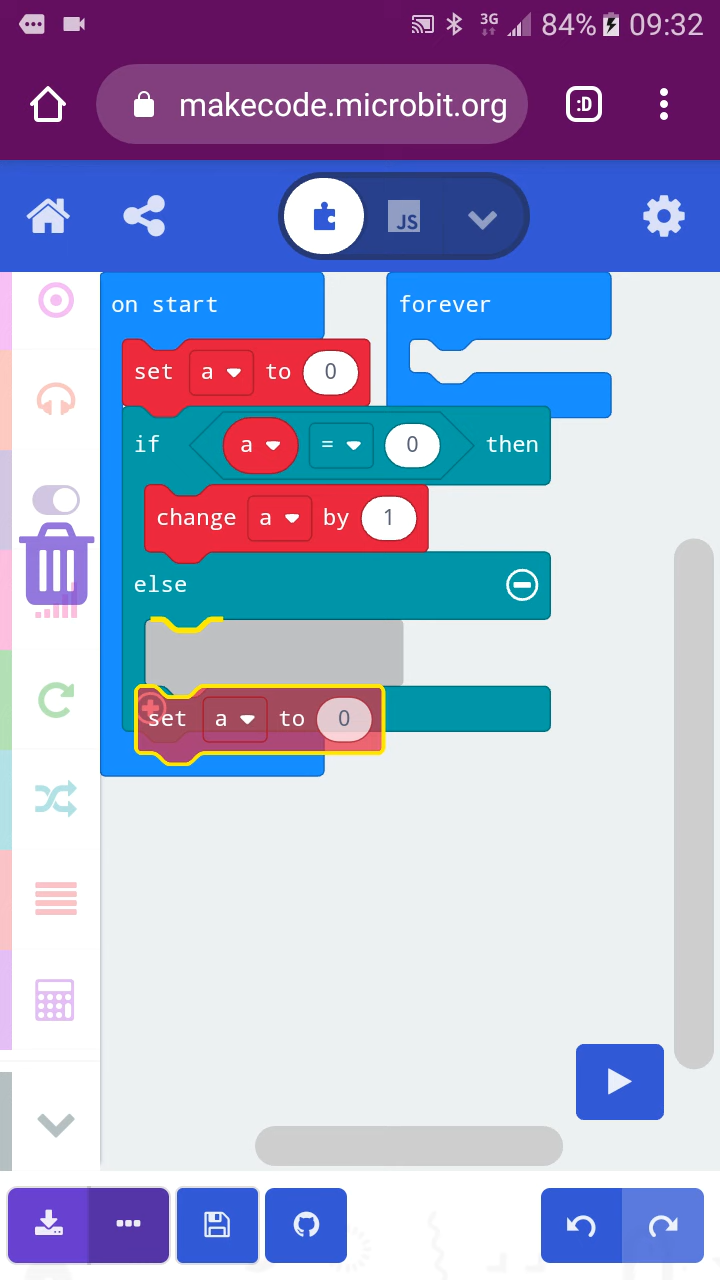 3G 84% 09:32
makecode.microbit.org :D
JS
on start forever
set a to 0
if a = 0 then
change a by 1
else
set a to 0